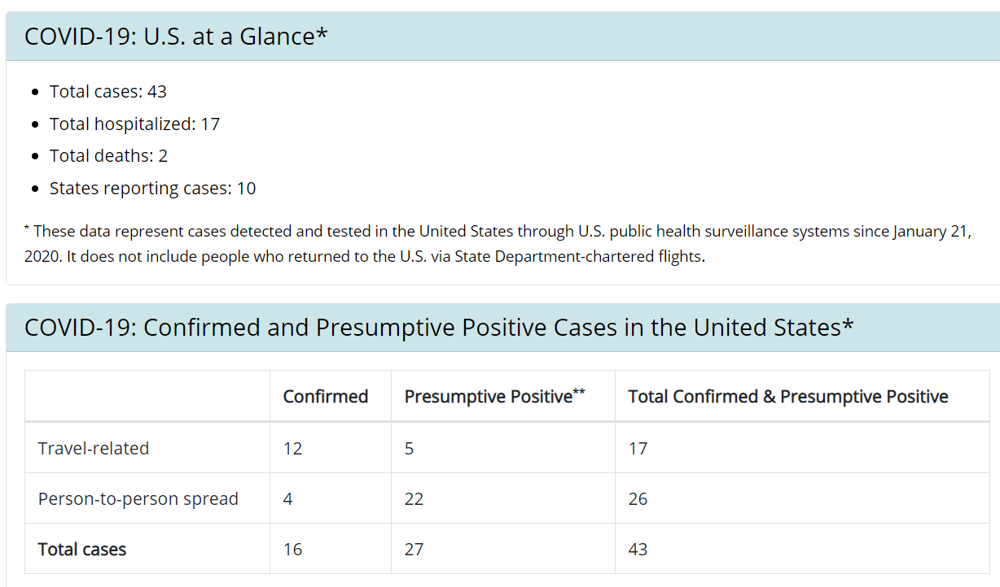 COVID-19: U.S. at a Glance*
• Total cases: 43
• Total hospitalized: 17
• Total deaths: 2
• States reporting cases: 10
* These data represent cases detected and tested in the United States through U.S. public health surveillance systems since January 21,
2020. It does not include people who returned to the U.S. via State Department-chartered flights.
COVID-19: Confirmed and Presumptive Positive Cases in the United States*
Confirmed Presumptive Positive** Total Confirmed & Presumptive Positive
Travel-related 12 5 17
Person-to-person spread 4 22 26
Total cases 16 27 43